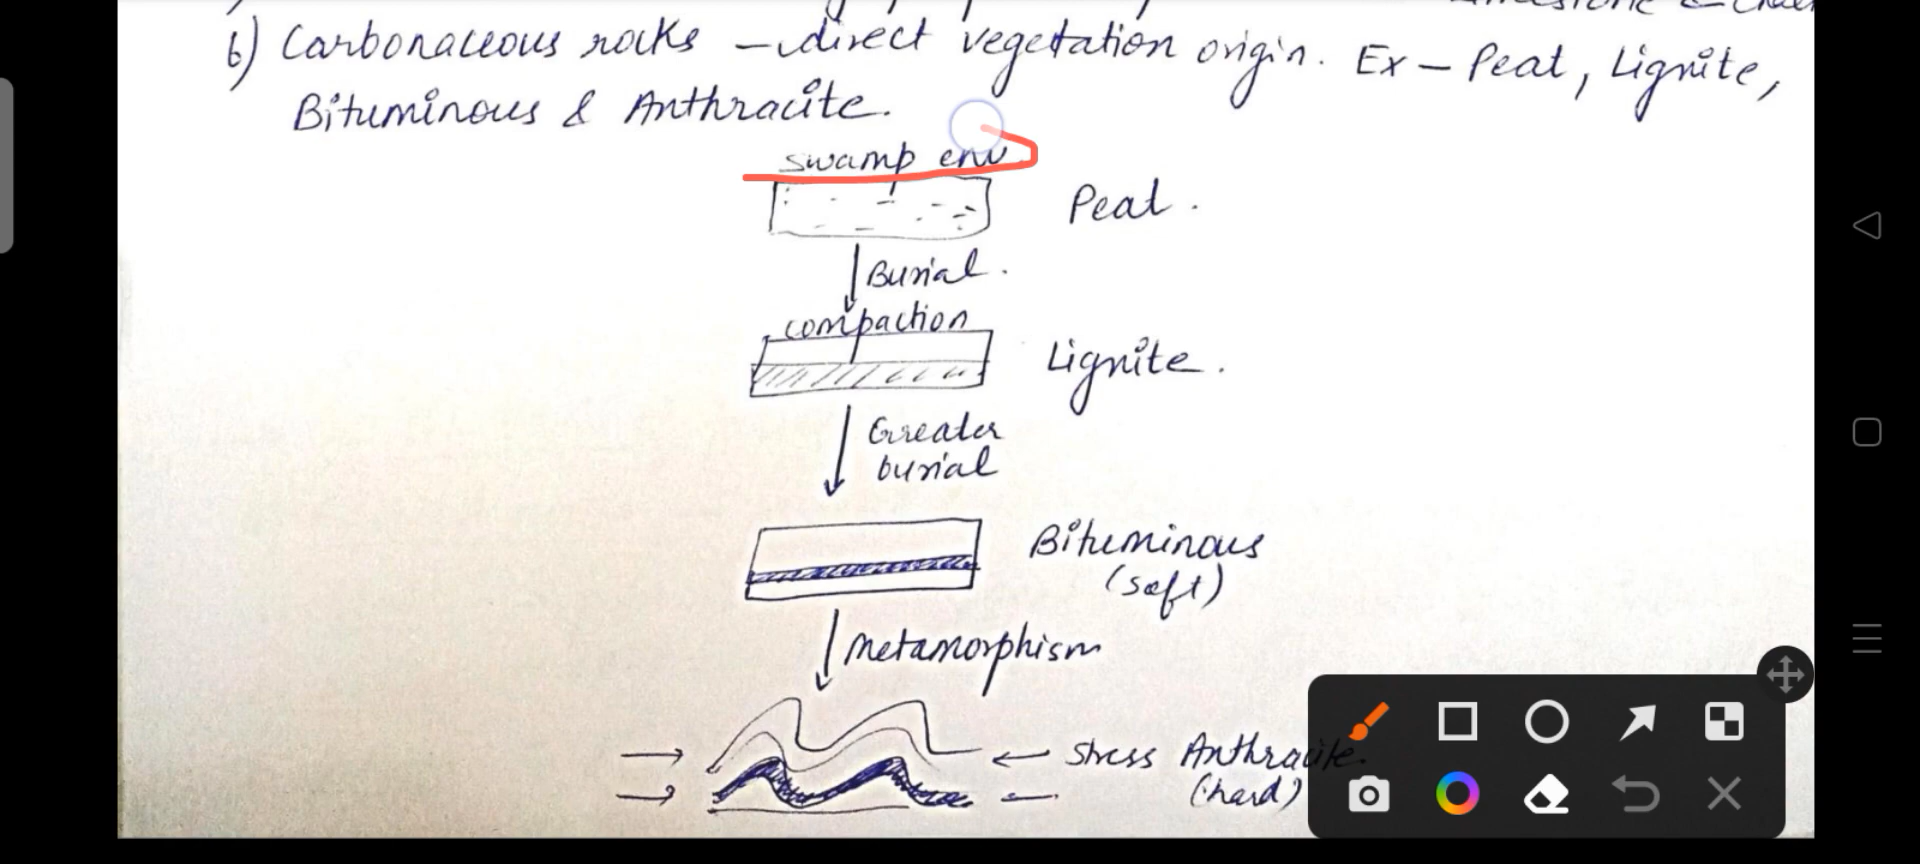 b) Carbonaceous rocks — direct vegetation origin. Ex — Peat, Lignite,
Bituminous & Anthracite.
swamp env
Peat.
Burial.
compaction
Lignite.
Greater
burial
Bituminous
(soft)
Metamorphism
Stress Anthracite.
(hard)